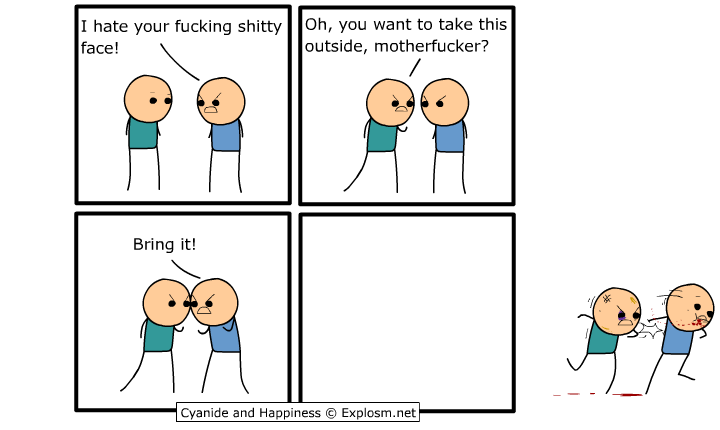 I hate your fucking shitty
face!
Oh, you want to take this
outside, motherfucker?
Bring it!
Cyanide and Happiness © Explosm.net